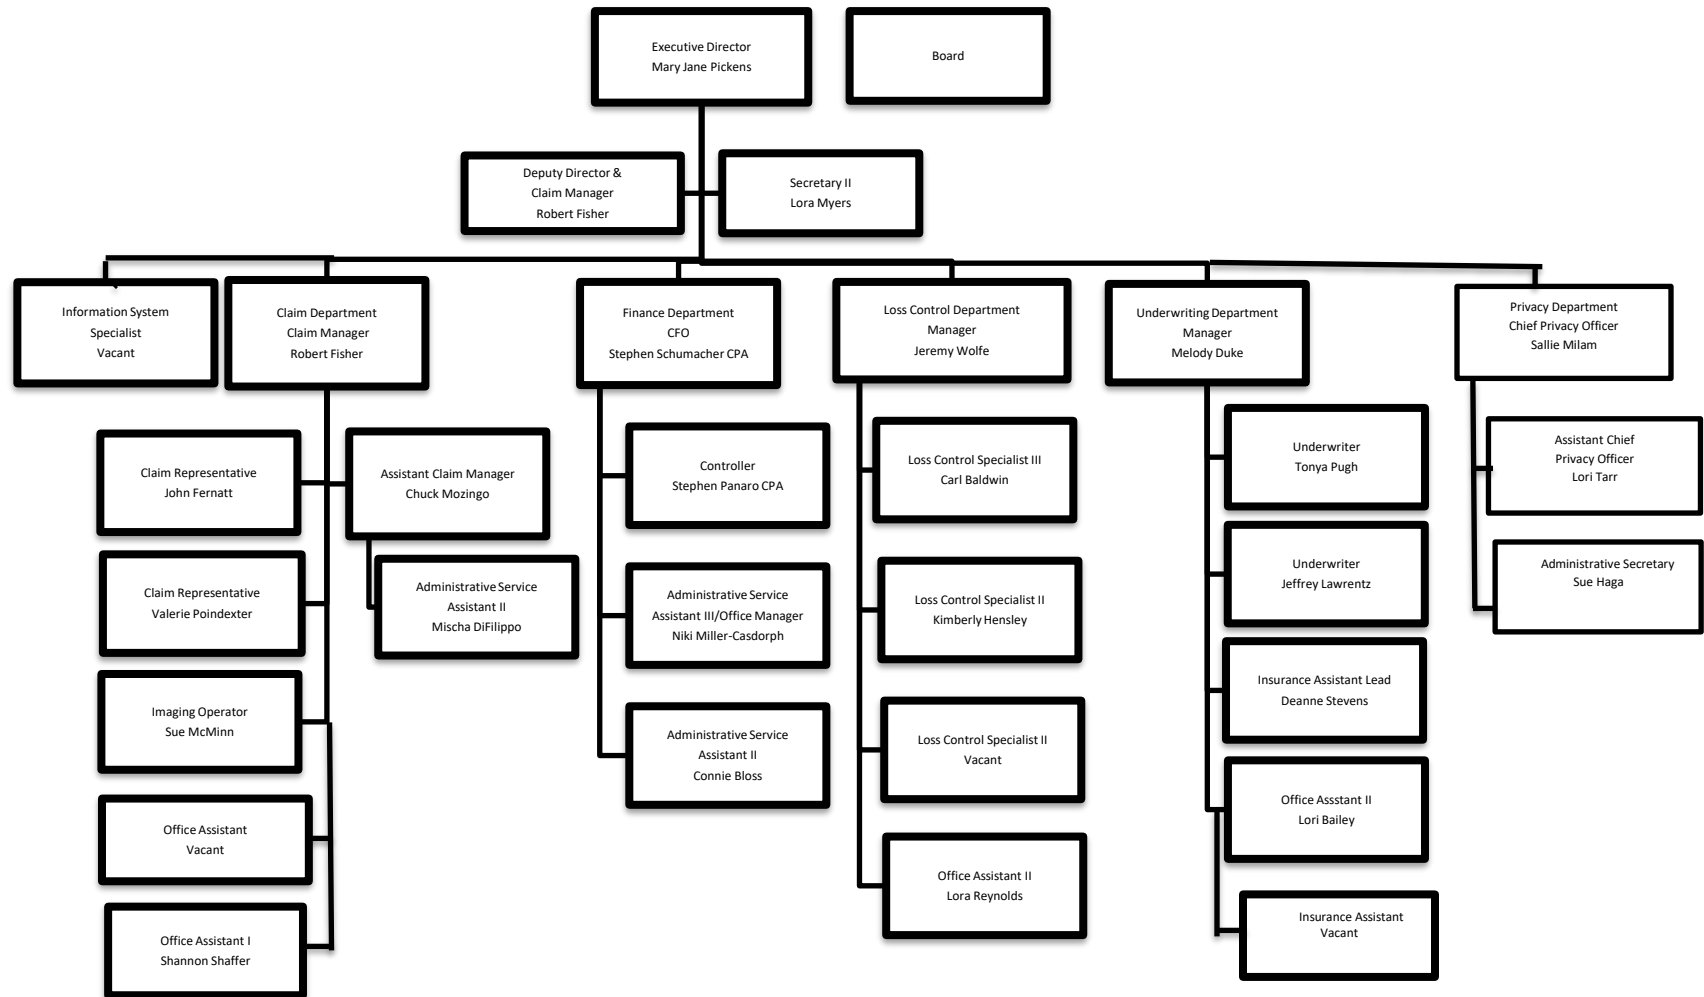 Executive Director
Mary Jane Pickens
Board
Deputy Director &
Claim Manager
Robert Fisher
Secretary II
Lora Myers
Information System
Specialist
Vacant
Claim Department
Claim Manager
Robert Fisher
Finance Department
CFO
Stephen Schumacher CPA
Loss Control Department
Manager
Jeremy Wolfe
Underwriting Department
Manager
Melody Duke
Privacy Department
Chief Privacy Officer
Sallie Milam
Claim Representative
John Fernatt
Assistant Claim Manager
Chuck Mozingo
Claim Representative
Valerie Poindexter
Administrative Service
Assistant II
Mischa DiFilippo
Imaging Operator
Sue McMinn
Office Assistant
Vacant
Office Assistant I
Shannon Shaffer
Controller
Stephen Panaro CPA
Administrative Service
Assistant III/Office Manager
Niki Miller-Casdorph
Administrative Service
Assistant II
Connie Bloss
Loss Control Specialist III
Carl Baldwin
Loss Control Specialist II
Kimberly Hensley
Loss Control Specialist II
Vacant
Office Assistant II
Lora Reynolds
Underwriter
Tonya Pugh
Underwriter
Jeffrey Lawrentz
Insurance Assistant Lead
Deanne Stevens
Office Assstant II
Lori Bailey
Insurance Assistant
Vacant
Assistant Chief
Privacy Officer
Lori Tarr
Administrative Secretary
Sue Haga